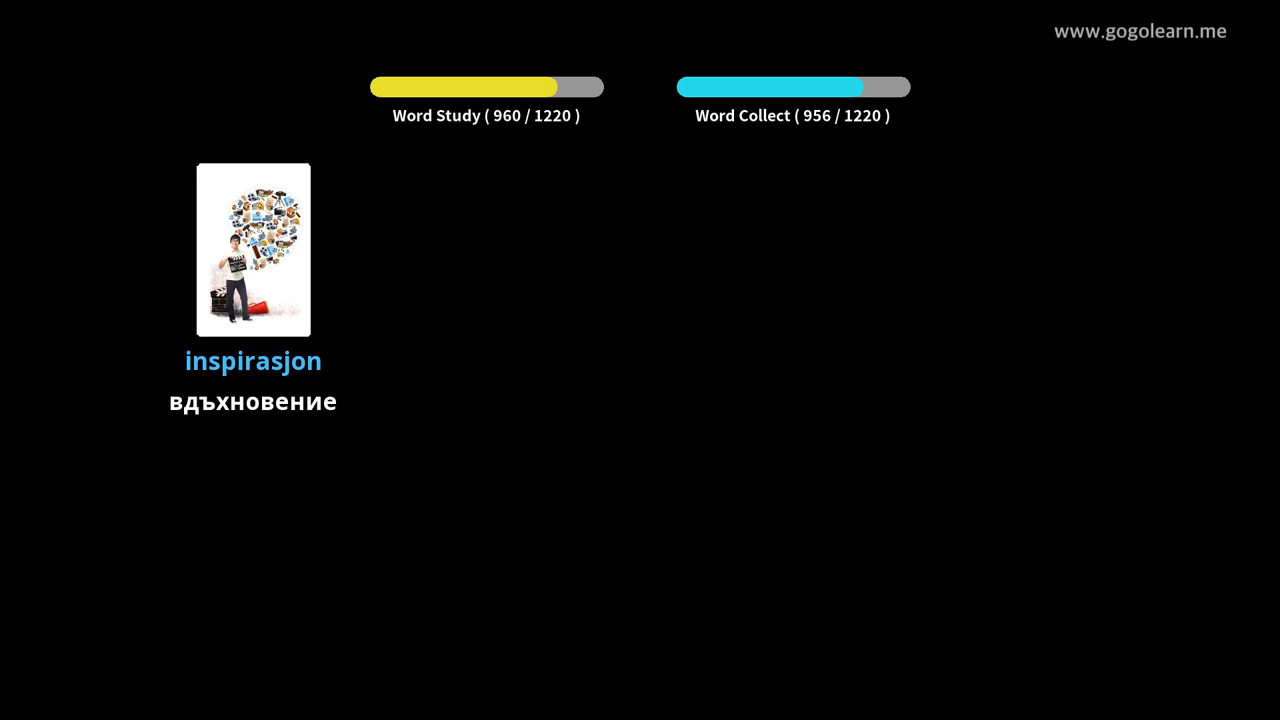 www.gogolearn.me
Word Study ( 960 / 1220 )
Word Collect ( 956 / 1220 )
inspirasjon
вдъхновение